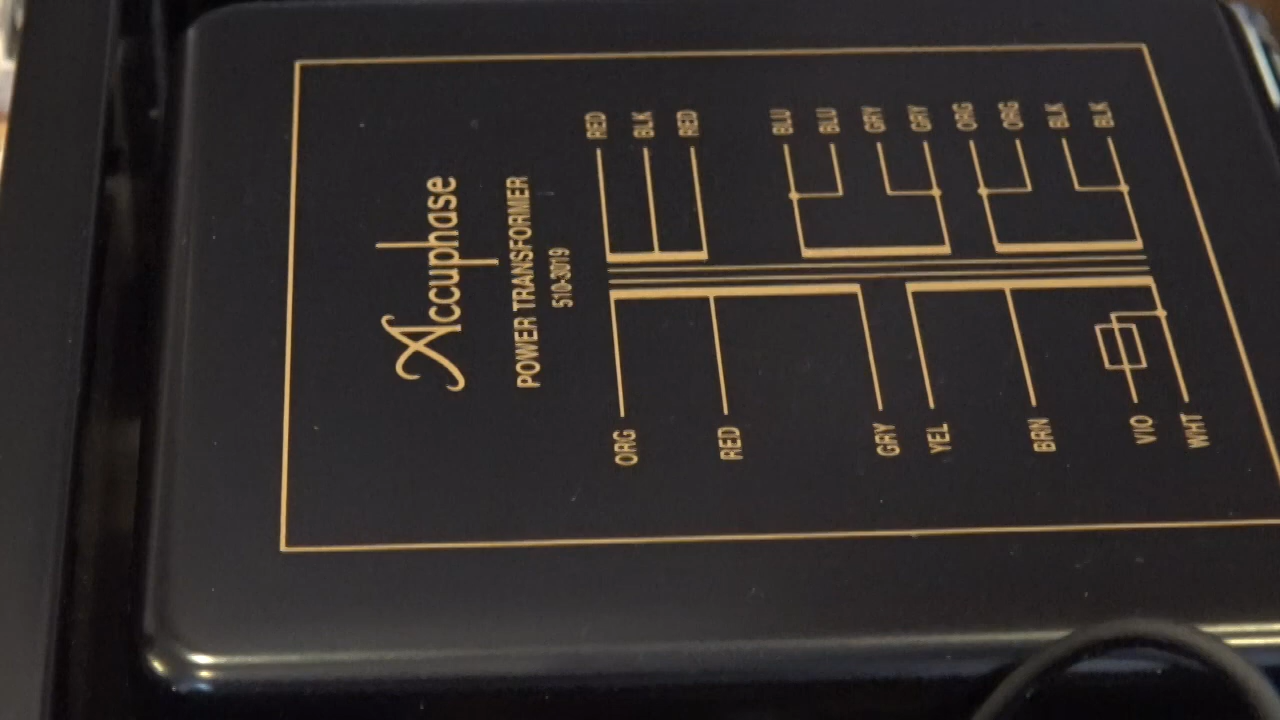 Accuphase
POWER TRANSFORMER
510-3019
RED
BLK
RED
BLU
BLU
GRY
GRY
ORG
ORG
BLK
BLK
ORG
RED
GRY
YEL
BRN
VIO
WHT